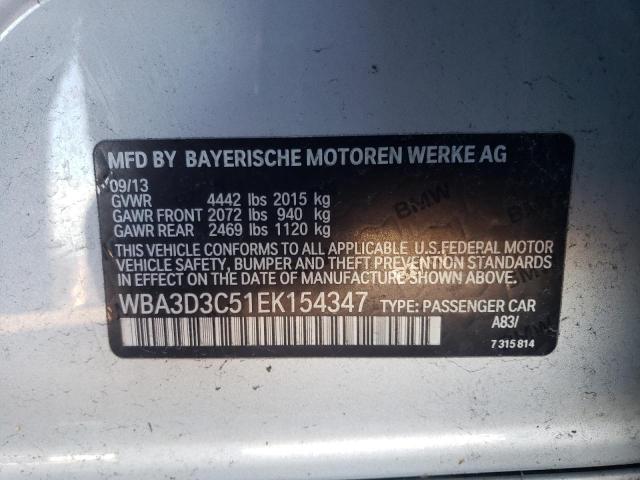 MFD BY BAYERISCHE MOTOREN WERKE AG
09/13
GVWR 4442 lbs 2015 kg
GAWR FRONT 2072 lbs 940 kg
GAWR REAR 2469 lbs 1120 kg
THIS VEHICLE CONFORMS TO ALL APPLICABLE U.S.FEDERAL MOTOR
VEHICLE SAFETY, BUMPER AND THEFT PREVENTION STANDARDS
IN EFFECT ON THE DATE OF MANUFACTURE SHOWN ABOVE.
WBA3D3C51EK154347 TYPE: PASSENGER CAR
A83/
7 315 814
BMW
BMW